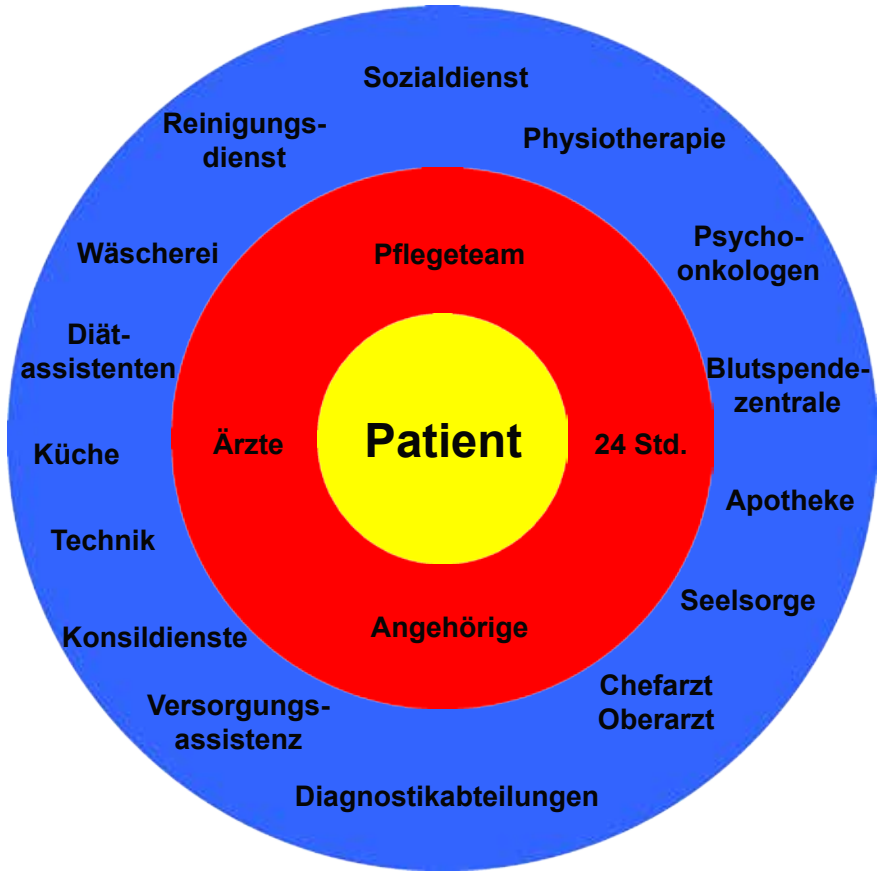 Sozialdienst
Reinigungs-
dienst
Physiotherapie
Wäscherei
Pflegeteam
Psycho-
onkologen
Diät-
assistenten
Blutspende-
zentrale
Küche
Ärzte
Patient
24 Std.
Apotheke
Technik
Seelsorge
Konsildienste
Angehörige
Chefarzt
Oberarzt
Versorgungs-
assistenz
Diagnostikabteilungen